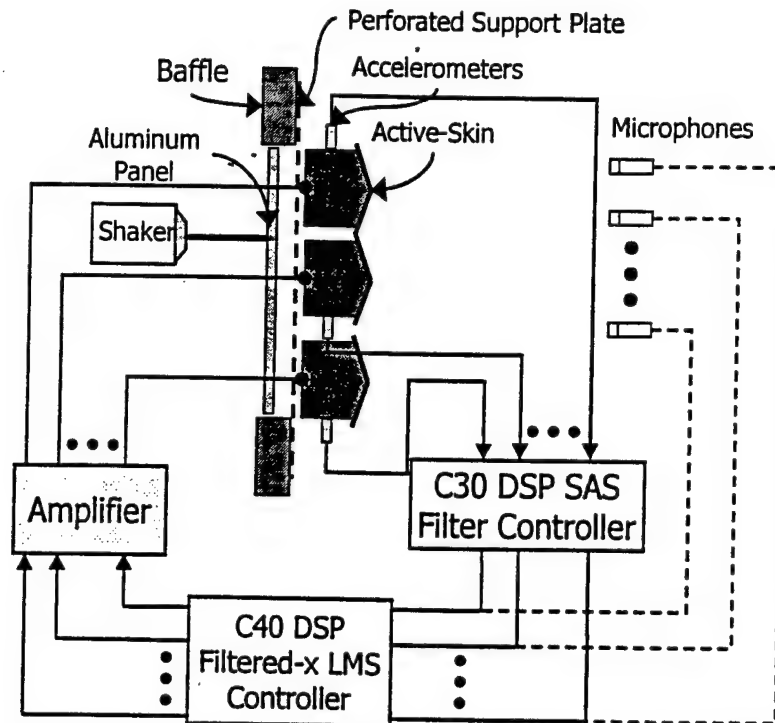 Perforated Support Plate
Baffle
Accelerometers
Aluminum
Panel
Active-Skin
Microphones
Shaker
Amplifier
C30 DSP SAS
Filter Controller
C40 DSP
Filtered-x LMS
Controller